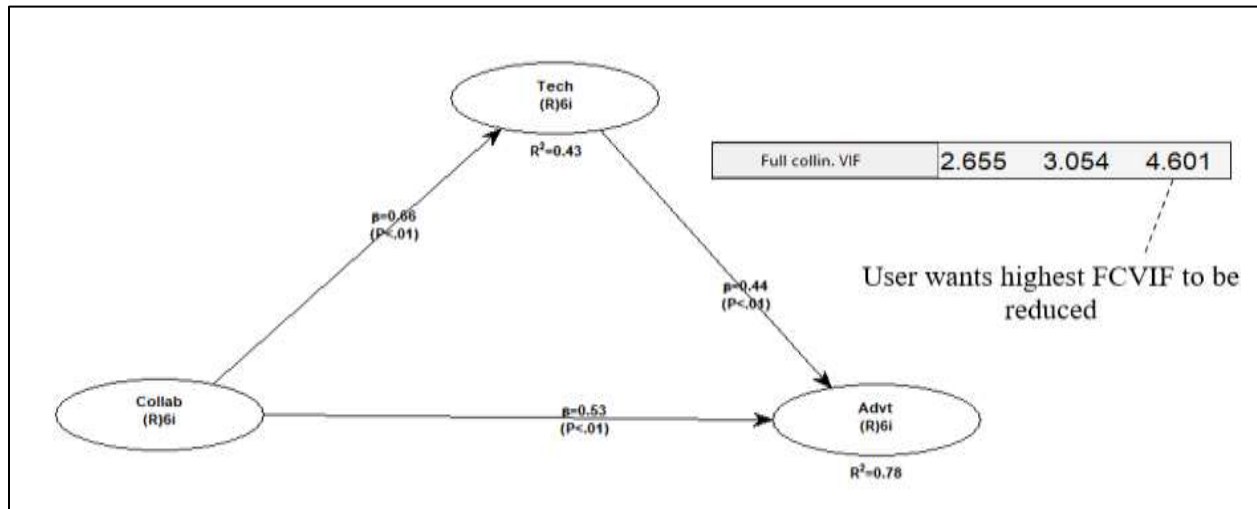 Tech
(R)6i
R²=0.43
Full collin. VIF 2.655 3.054 4.601
β=0.66
(P<.01)
User wants highest FCVIF to be
reduced
β=0.44
(P<.01)
Collab
(R)6i
β=0.53
(P<.01)
Advt
(R)6i
R²=0.78